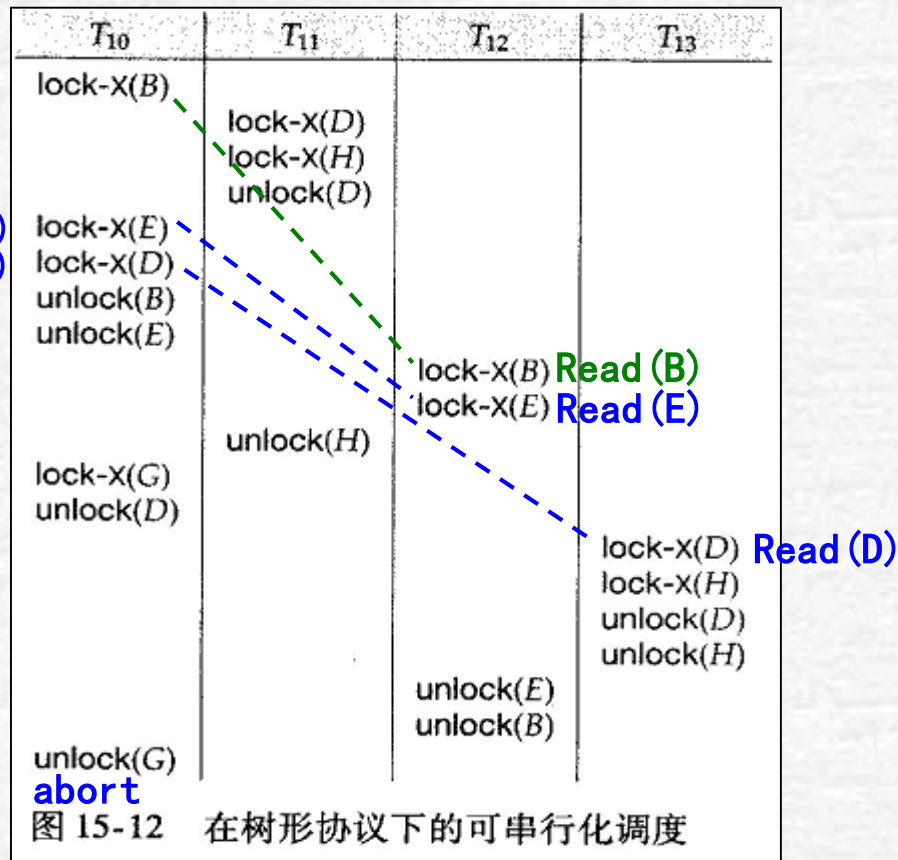 T10 T11 T12 T13
lock-X(B)
lock-X(D)
lock-X(H)
unlock(D)
) lock-X(E)
) lock-X(D)
unlock(B)
unlock(E)
lock-X(B) Read(B)
lock-X(E) Read(E)
unlock(H)
lock-X(G)
unlock(D)
lock-X(D) Read(D)
lock-X(H)
unlock(D)
unlock(H)
unlock(E)
unlock(B)
unlock(G)
abort
图 15-12 在树形协议下的可串行化调度